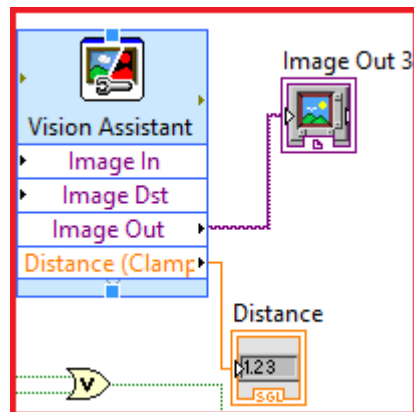 Image Out 3
Vision Assistant
Image In
Image Dst
Image Out
Distance (Clamp
Distance
1.23
SGL
V